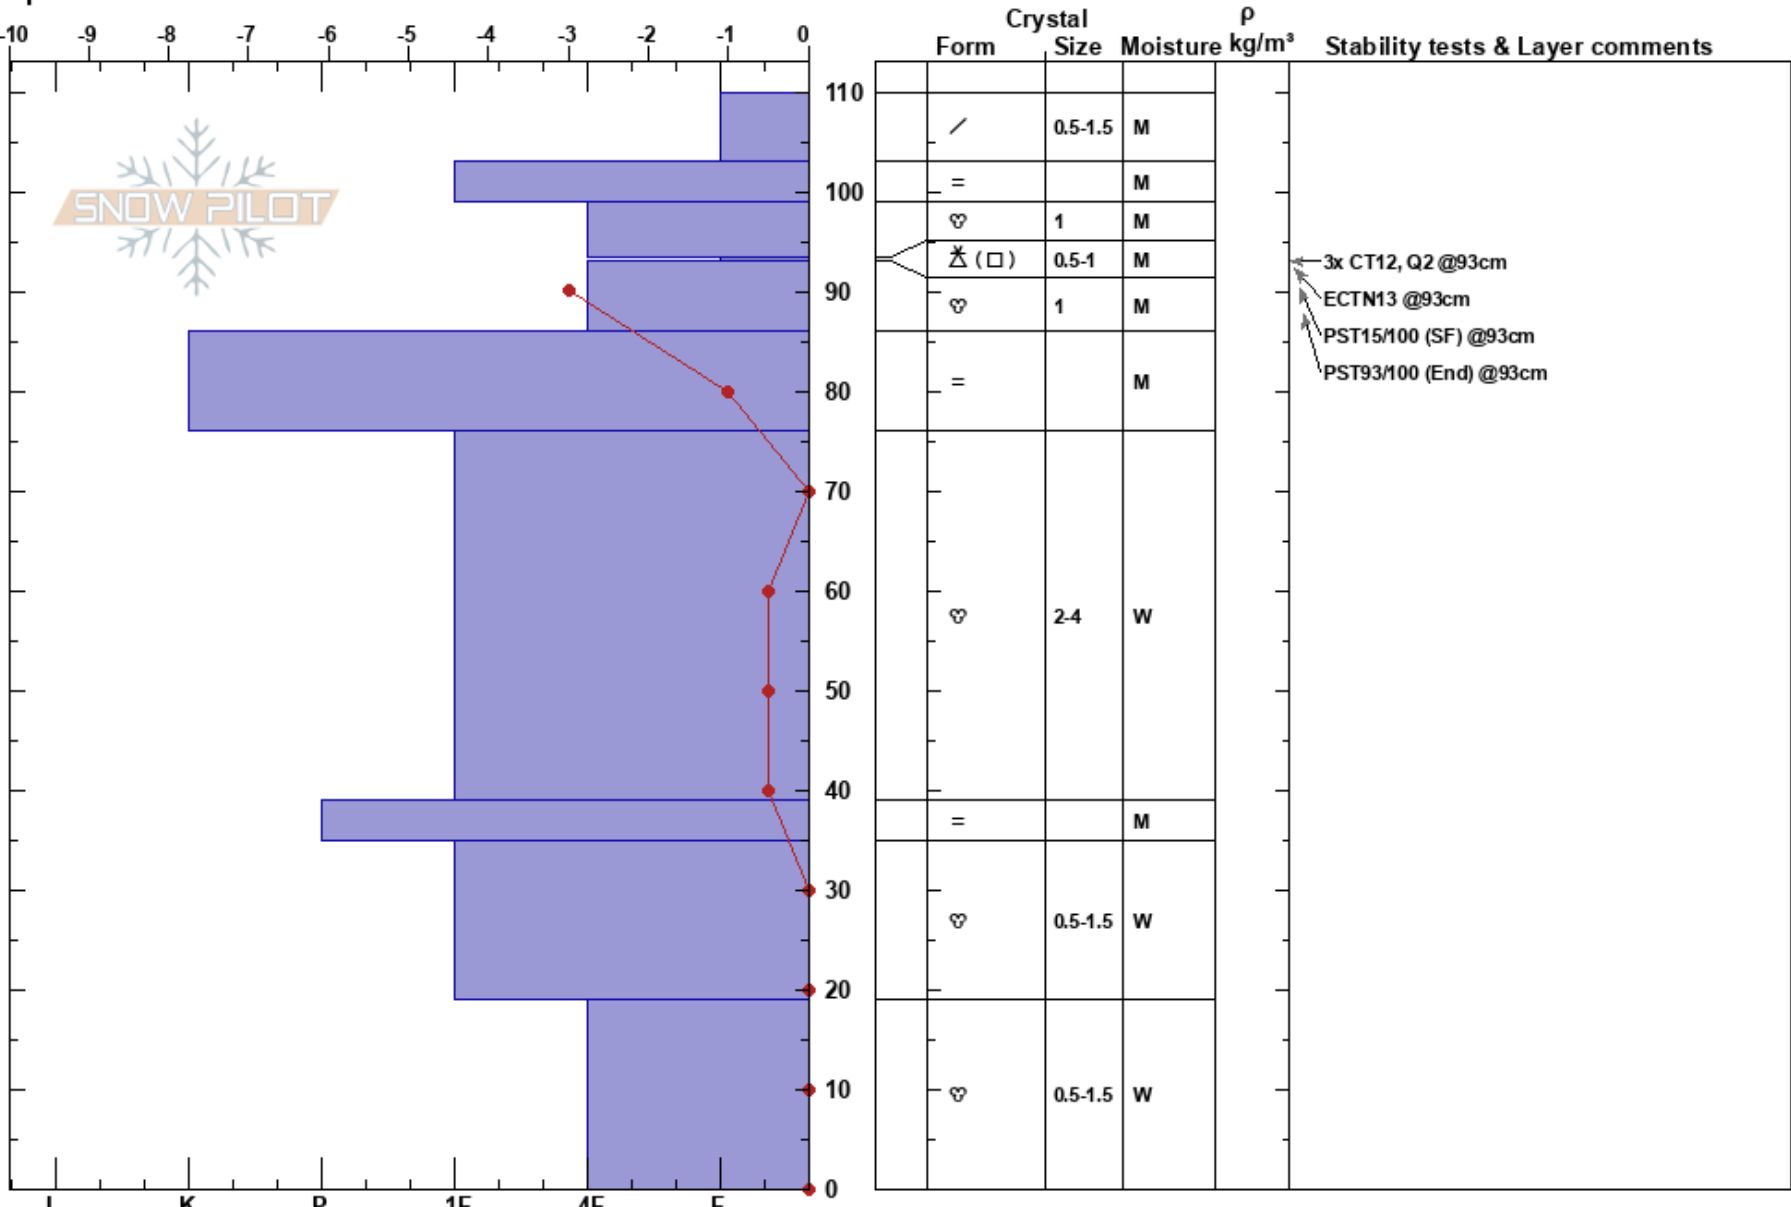 Crystal ρ
-10 -9 -8 -7 -6 -5 -4 -3 -2 -1 0
Form Size Moisture kg/m³ Stability tests & Layer comments
110
/ 0.5-1.5 M
= M
100
SNOW PILOT
1 M
( □ ) 0.5-1 M
3x CT12, Q2 @93cm
90
ECTN13 @93cm
1 M
PST15/100 (SF) @93cm
PST93/100 (End) @93cm
= M
80
70
60
2-4 W
50
40
= M
30
0.5-1.5 W
20
10
0.5-1.5 W
0
I K P 1F 4F F